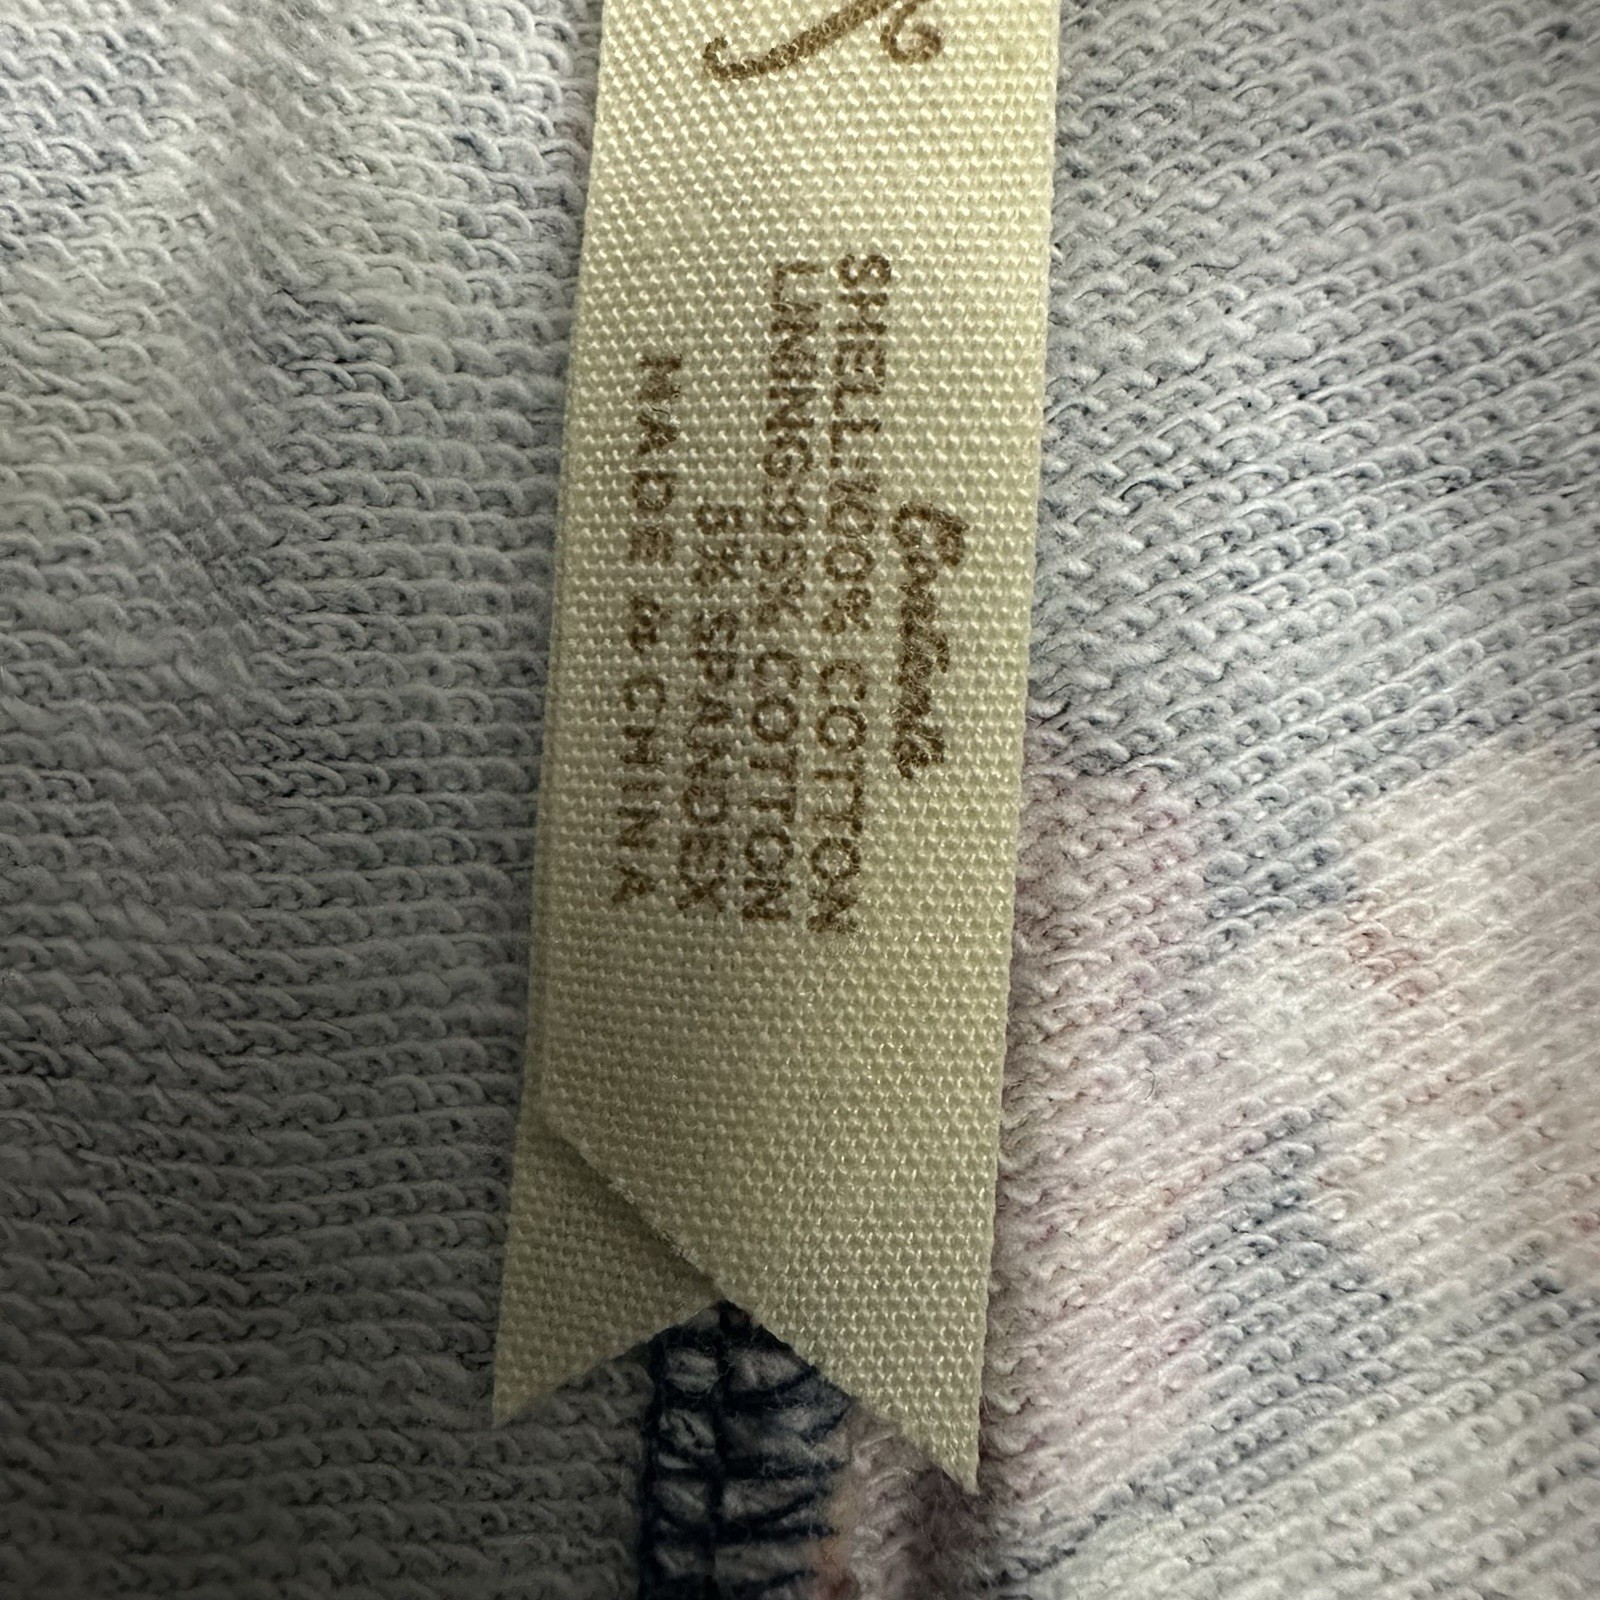 SHELL:100% COTTON
LINING:95% COTTON
5% SPANDEX
MADE IN CHINA